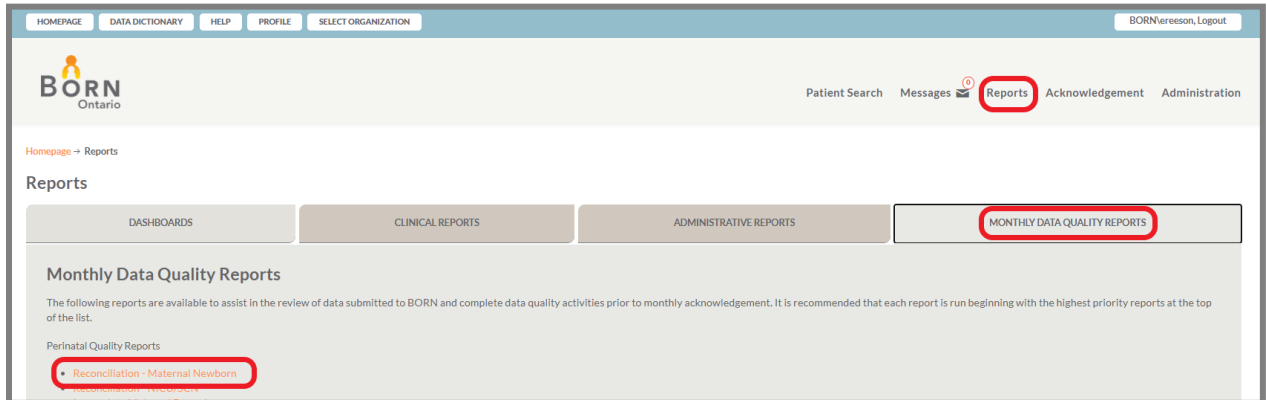 HOMEPAGE DATA DICTIONARY HELP PROFILE SELECT ORGANIZATION BORN\ereeson, Logout
BORN
Ontario
Patient Search Messages 0 Reports Acknowledgement Administration
Homepage → Reports
Reports
DASHBOARDS CLINICAL REPORTS ADMINISTRATIVE REPORTS MONTHLY DATA QUALITY REPORTS
Monthly Data Quality Reports
The following reports are available to assist in the review of data submitted to BORN and complete data quality activities prior to monthly acknowledgement. It is recommended that each report is run beginning with the highest priority reports at the top
of the list.
Perinatal Quality Reports
• Reconciliation - Maternal Newborn